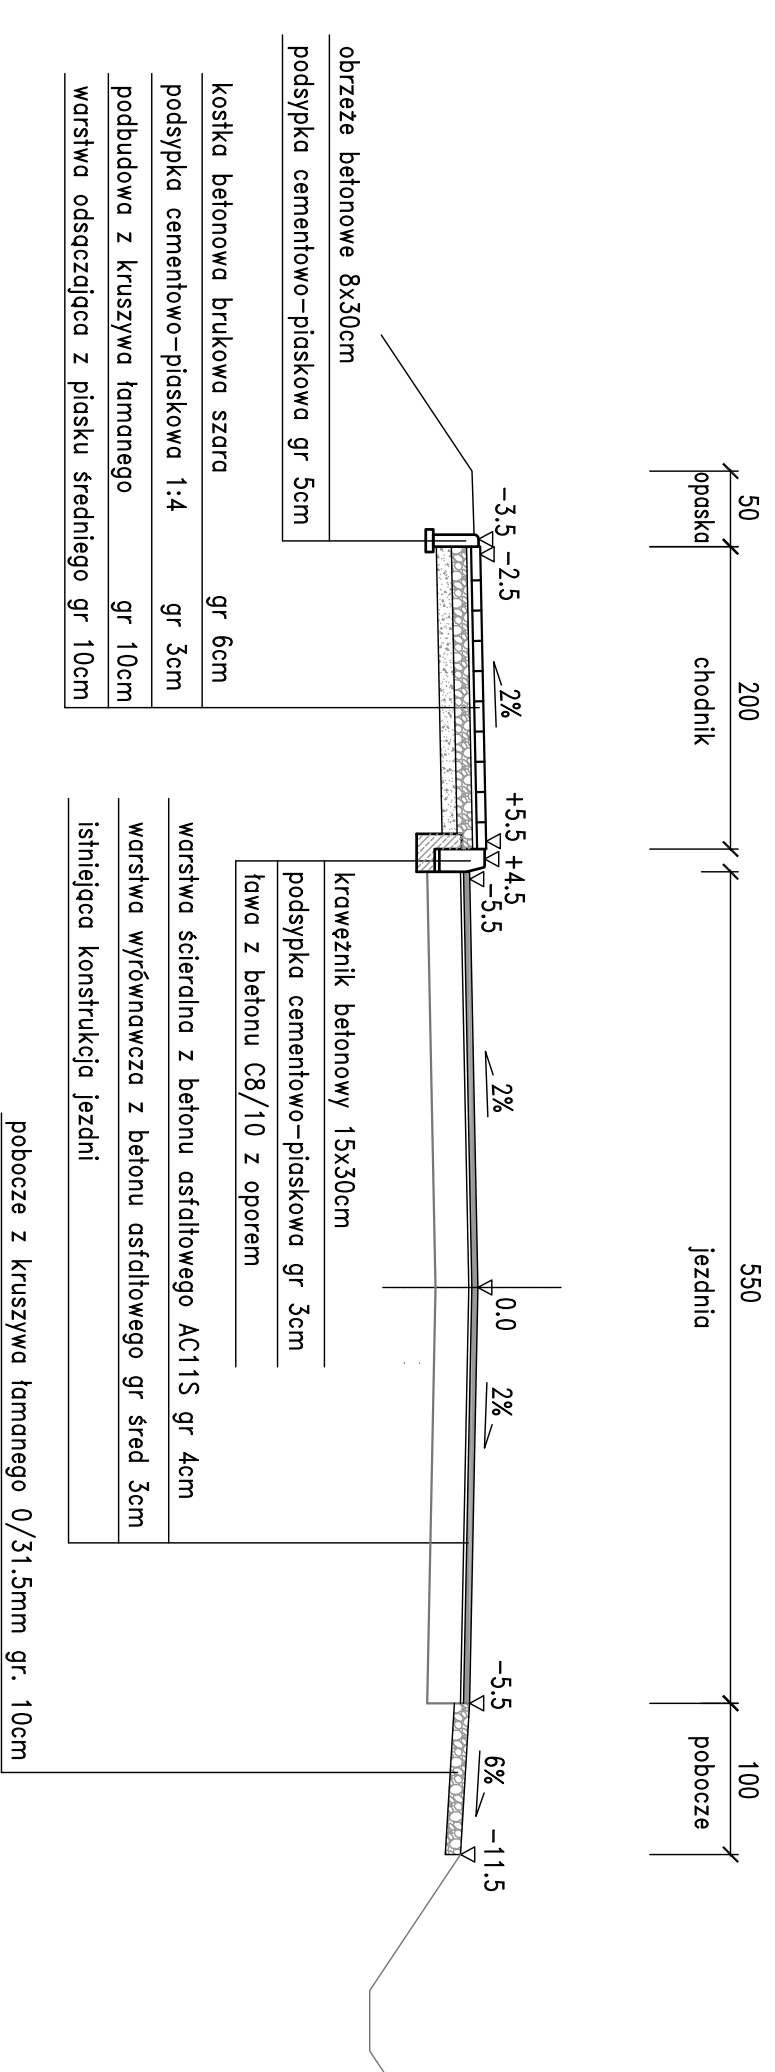 50
200
550
100
opaska
chodnik
jezdnia
pobocze
-3.5
-2.5
2%
+5.5
+4.5
-5.5
2%
0.0
2%
-5.5
6%
-11.5
obrzeże betonowe 8x30cm
podsypka cementowo-piaskowa gr 5cm
kostka betonowa brukowa szara gr 6cm
podsypka cementowo-piaskowa 1:4 gr 3cm
podbudowa z kruszywa łamanego gr 10cm
warstwa odsączająca z piasku średniego gr 10cm
krawężnik betonowy 15x30cm
podsypka cementowo-piaskowa gr 3cm
ława z betonu C8/10 z oporem
warstwa ścieralna z betonu asfaltowego AC11S gr 4cm
warstwa wyrównawcza z betonu asfaltowego gr śred 3cm
istniejąca konstrukcja jezdni
pobocze z kruszywa łamanego 0/31.5mm gr. 10cm